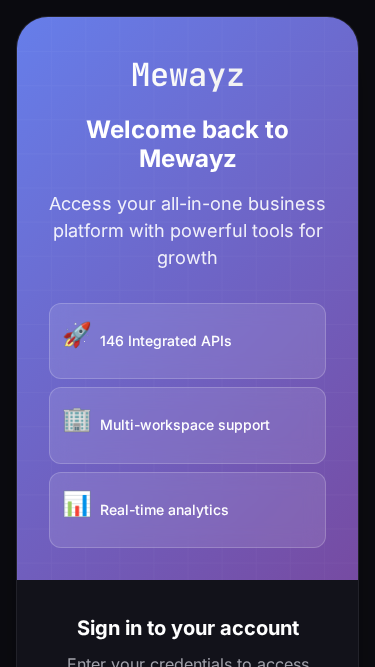 Mewayz
Welcome back to
Mewayz
Access your all-in-one business
platform with powerful tools for
growth
146 Integrated APIs
Multi-workspace support
Real-time analytics
Sign in to your account
Enter your credentials to access